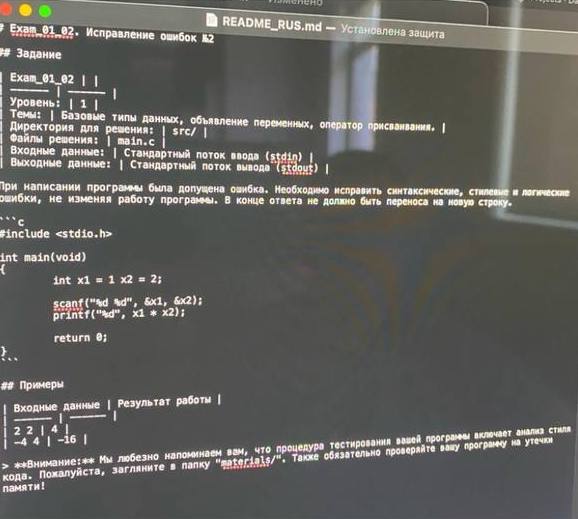 README_RUS.md — Установлена защита
# Exam_01_02. Исправление ошибок №2
## Задание
| Exam_01_02 | |
| —————— | —————— |
| Уровень: | 1 |
| Темы: | Базовые типы данных, объявление переменных, оператор присваивания. |
| Директория для решения: | src/ |
| Файлы решения: | main.c |
| Входные данные: | Стандартный поток ввода (stdin) |
| Выходные данные: | Стандартный поток вывода (stdout) |
При написании программы была допущена ошибка. Необходимо исправить синтаксические, стилевые и логические
ошибки, не изменяя работу программы. В конце ответа не должно быть переноса на новую строку.
```c
#include <stdio.h>
int main(void)
{
int x1 = 1 x2 = 2;
scanf("%d %d", &x1, &x2);
printf("%d", x1 * x2);
return 0;
}
```
## Примеры
| Входные данные | Результат работы |
| —————— | —————— |
| 2 2 | 4 |
| -4 4 | -16 |
> **Внимание:** Мы любезно напоминаем вам, что процедура тестирования вашей программы включает анализ стиля
кода. Пожалуйста, загляните в папку "materials/". Также обязательно проверяйте вашу программу на утечки
памяти!